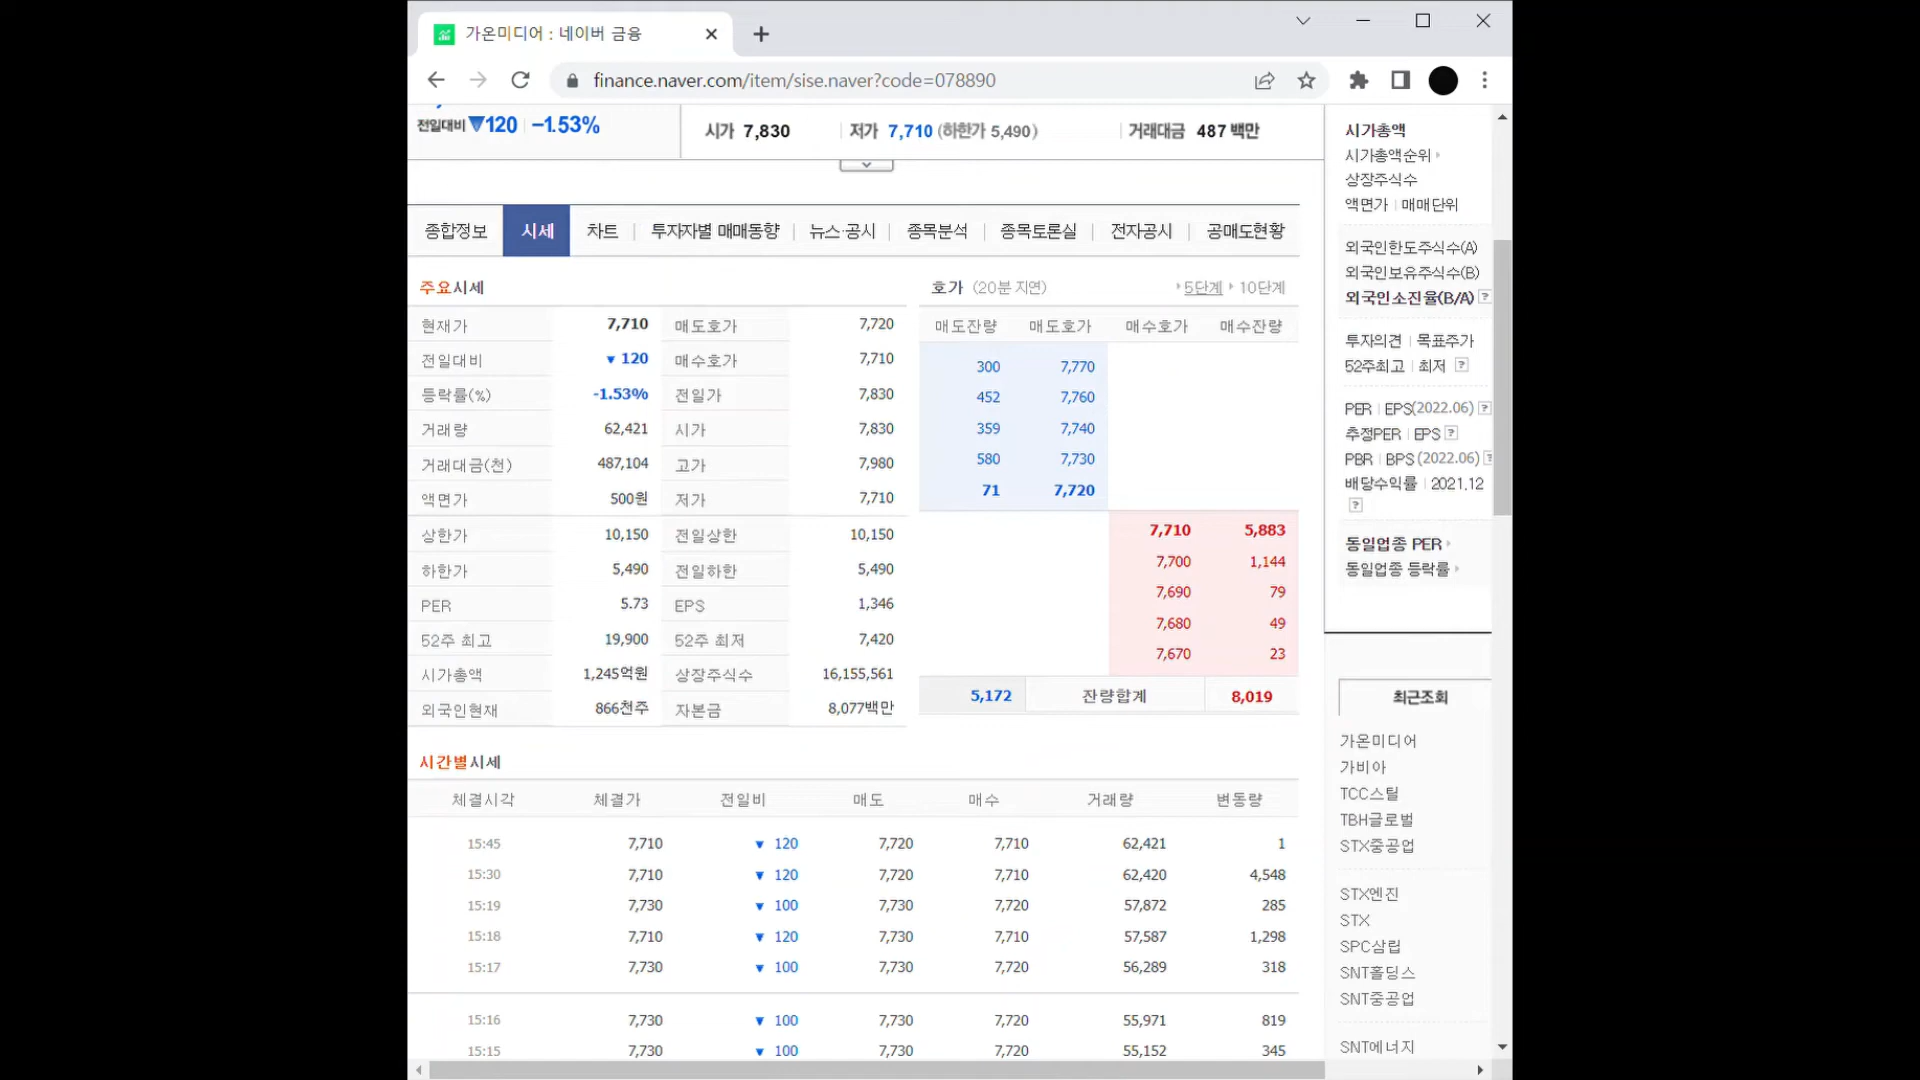 가온미디어 : 네이버 금융
finance.naver.com/item/sise.naver?code=078890
전일대비 ▼120 -1.53%
시가 7,830 저가 7,710 (하한가 5,490) 거래대금 487 백만
종합정보 시세 차트 투자자별 매매동향 뉴스·공시 종목분석 종목토론실 전자공시 공매도현황
주요시세
현재가 7,710 매도호가 7,720
전일대비 ▼ 120 매수호가 7,710
등락률(%) -1.53% 전일가 7,830
거래량 62,421 시가 7,830
거래대금(천) 487,104 고가 7,980
액면가 500원 저가 7,710
상한가 10,150 전일상한 10,150
하한가 5,490 전일하한 5,490
PER 5.73 EPS 1,346
52주 최고 19,900 52주 최저 7,420
시가총액 1,245억원 상장주식수 16,155,561
외국인현재 866천주 자본금 8,077백만
호가 (20분 지연) 5단계 10단계
매도잔량 매도호가 매수호가 매수잔량
300 7,770
452 7,760
359 7,740
580 7,730
71 7,720
7,710 5,883
7,700 1,144
7,690 79
7,680 49
7,670 23
5,172 잔량합계 8,019
시간별시세
체결시각 체결가 전일비 매도 매수 거래량 변동량
15:45 7,710 ▼ 120 7,720 7,710 62,421 1
15:30 7,710 ▼ 120 7,720 7,710 62,420 4,548
15:19 7,730 ▼ 100 7,730 7,720 57,872 285
15:18 7,710 ▼ 120 7,730 7,710 57,587 1,298
15:17 7,730 ▼ 100 7,730 7,720 56,289 318
15:16 7,730 ▼ 100 7,730 7,720 55,971 819
15:15 7,730 ▼ 100 7,730 7,720 55,152 345
시가총액
시가총액순위
상장주식수
액면가 | 매매단위
외국인한도주식수(A)
외국인보유주식수(B)
외국인소진율(B/A) ?
투자의견 | 목표주가
52주최고 | 최저 ?
PER | EPS(2022.06) ?
추정PER | EPS ?
PBR | BPS (2022.06) ?
배당수익률 | 2021.12
?
동일업종 PER
동일업종 등락률
최근조회
가온미디어
가비아
TCC스틸
TBH글로벌
STX중공업
STX엔진
STX
SPC삼립
SNT홀딩스
SNT중공업
SNT에너지